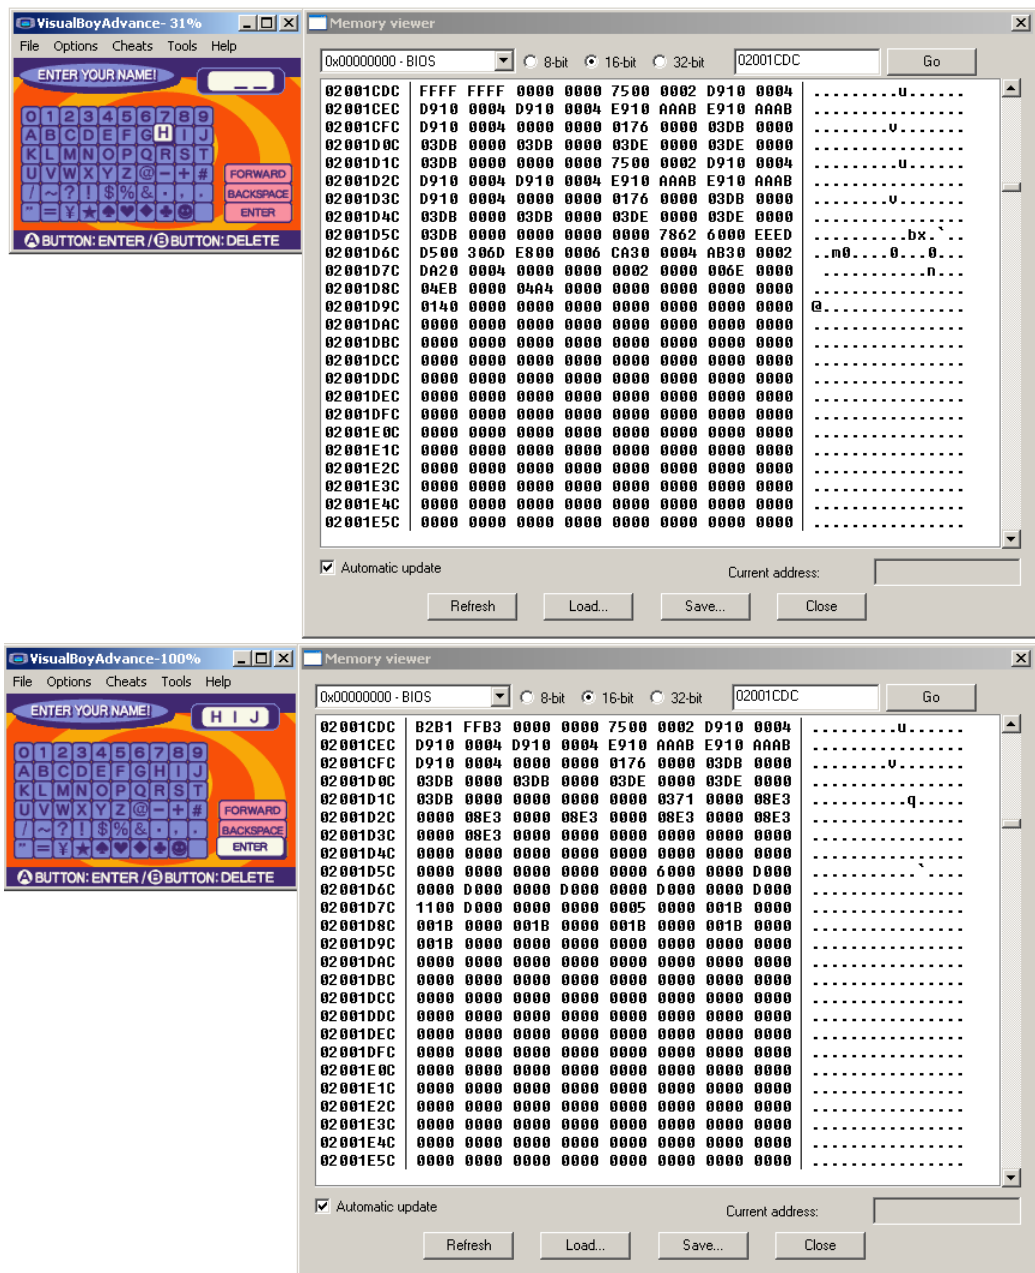 VisualBoyAdvance- 31%
File Options Cheats Tools Help
ENTER YOUR NAME!
_ _
0 1 2 3 4 5 6 7 8 9
A B C D E F G H I J
K L M N O P Q R S T
U V W X Y Z @ - + #
/ ~ ? ! $ % & · , .
" = ¥ ★ ♠ ♥ ♦ ♣ ☻
FORWARD
BACKSPACE
ENTER
A BUTTON: ENTER / B BUTTON: DELETE
Memory viewer
0x00000000 - BIOS 8-bit 16-bit 32-bit 02001CDC Go
02001CDC FFFF FFFF 0000 0000 7500 0002 D910 0004 .........u......
02001CEC D910 0004 D910 0004 E910 AAAB E910 AAAB ................
02001CFC D910 0004 0000 0000 0176 0000 03DB 0000 ........v.......
02001D0C 03DB 0000 03DB 0000 03DE 0000 03DE 0000 ................
02001D1C 03DB 0000 0000 0000 7500 0002 D910 0004 .........u......
02001D2C D910 0004 D910 0004 E910 AAAB E910 AAAB ................
02001D3C D910 0004 0000 0000 0176 0000 03DB 0000 ........v.......
02001D4C 03DB 0000 03DB 0000 03DE 0000 03DE 0000 ................
02001D5C 03DB 0000 0000 0000 7862 6000 EEED ..........bx.`..
02001D6C D500 306D E800 0006 CA30 0004 AB30 0002 ..m0....0...0...
02001D7C DA20 0004 0000 0000 0002 0000 006E 0000 ............n...
02001D8C 04EB 0000 04A4 0000 0000 0000 0000 0000 ................
02001D9C 0140 0000 0000 0000 0000 0000 0000 0000 @...............
02001DAC 0000 0000 0000 0000 0000 0000 0000 0000 ................
02001DBC 0000 0000 0000 0000 0000 0000 0000 0000 ................
02001DCC 0000 0000 0000 0000 0000 0000 0000 0000 ................
02001DDC 0000 0000 0000 0000 0000 0000 0000 0000 ................
02001DEC 0000 0000 0000 0000 0000 0000 0000 0000 ................
02001DFC 0000 0000 0000 0000 0000 0000 0000 0000 ................
02001E0C 0000 0000 0000 0000 0000 0000 0000 0000 ................
02001E1C 0000 0000 0000 0000 0000 0000 0000 0000 ................
02001E2C 0000 0000 0000 0000 0000 0000 0000 0000 ................
02001E3C 0000 0000 0000 0000 0000 0000 0000 0000 ................
02001E4C 0000 0000 0000 0000 0000 0000 0000 0000 ................
02001E5C 0000 0000 0000 0000 0000 0000 0000 0000 ................
Automatic update Current address:
Refresh Load... Save... Close
VisualBoyAdvance-100%
File Options Cheats Tools Help
ENTER YOUR NAME!
H I J
0 1 2 3 4 5 6 7 8 9
A B C D E F G H I J
K L M N O P Q R S T
U V W X Y Z @ - + #
/ ~ ? ! $ % & · , .
" = ¥ ★ ♠ ♥ ♦ ♣ ☻
FORWARD
BACKSPACE
ENTER
A BUTTON: ENTER / B BUTTON: DELETE
Memory viewer
0x00000000 - BIOS 8-bit 16-bit 32-bit 02001CDC Go
02001CDC B2B1 FFB3 0000 0000 7500 0002 D910 0004 .........u......
02001CEC D910 0004 D910 0004 E910 AAAB E910 AAAB ................
02001CFC D910 0004 0000 0000 0176 0000 03DB 0000 ........v.......
02001D0C 03DB 0000 03DB 0000 03DE 0000 03DE 0000 ................
02001D1C 03DB 0000 0000 0000 0000 0371 0000 08E3 ..........q.....
02001D2C 0000 08E3 0000 08E3 0000 08E3 0000 08E3 ................
02001D3C 0000 08E3 0000 0000 0000 0000 0000 0000 ................
02001D4C 0000 0000 0000 0000 0000 0000 0000 0000 ................
02001D5C 0000 0000 0000 0000 0000 6000 0000 D000 ...........`....
02001D6C 0000 D000 0000 D000 0000 D000 0000 D000 ................
02001D7C 1100 D000 0000 0000 0005 0000 001B 0000 ................
02001D8C 001B 0000 001B 0000 001B 0000 001B 0000 ................
02001D9C 001B 0000 0000 0000 0000 0000 0000 0000 ................
02001DAC 0000 0000 0000 0000 0000 0000 0000 0000 ................
02001DBC 0000 0000 0000 0000 0000 0000 0000 0000 ................
02001DCC 0000 0000 0000 0000 0000 0000 0000 0000 ................
02001DDC 0000 0000 0000 0000 0000 0000 0000 0000 ................
02001DEC 0000 0000 0000 0000 0000 0000 0000 0000 ................
02001DFC 0000 0000 0000 0000 0000 0000 0000 0000 ................
02001E0C 0000 0000 0000 0000 0000 0000 0000 0000 ................
02001E1C 0000 0000 0000 0000 0000 0000 0000 0000 ................
02001E2C 0000 0000 0000 0000 0000 0000 0000 0000 ................
02001E3C 0000 0000 0000 0000 0000 0000 0000 0000 ................
02001E4C 0000 0000 0000 0000 0000 0000 0000 0000 ................
02001E5C 0000 0000 0000 0000 0000 0000 0000 0000 ................
Automatic update Current address:
Refresh Load... Save... Close